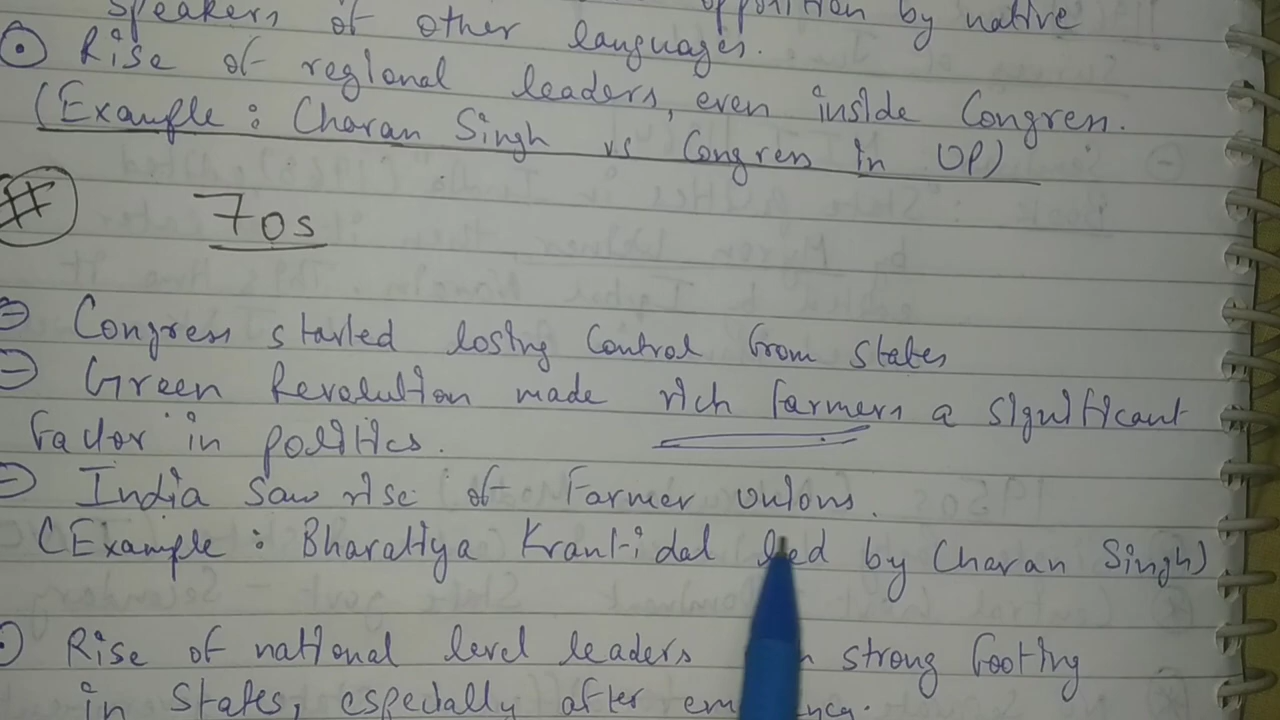 speakers of other opposition by native
languages.
⊙ Rise of regional leaders, even inside Congress.
(Example : Charan Singh vs Congress in UP)
# 70s
⊖ Congress started losing control from states
⊖ Green Revolution made rich farmers a significant
factor in politics.
⊖ India saw rise of Farmer unions.
(Example : Bharatiya Kranti dal led by Charan Singh)
⊙ Rise of national level leaders strong footing
in States, especially after